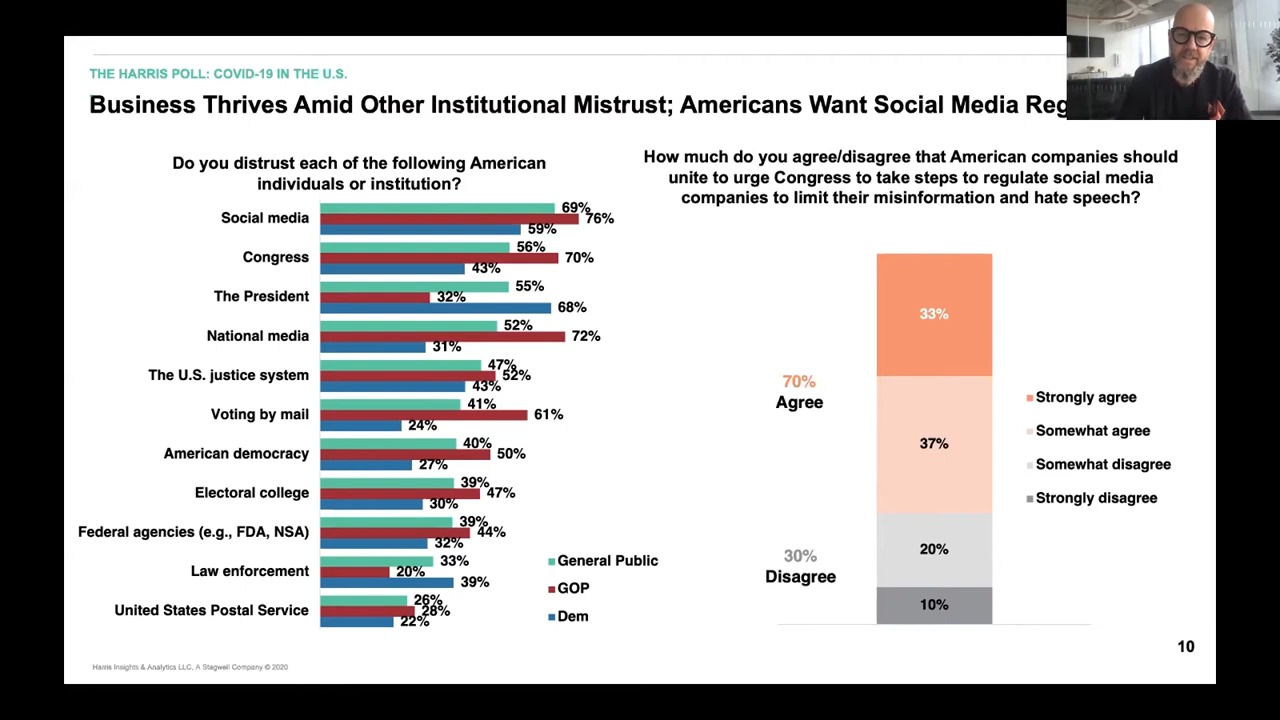 THE HARRIS POLL: COVID-19 IN THE U.S.
Business Thrives Amid Other Institutional Mistrust; Americans Want Social Media
Do you distrust each of the following American
individuals or institution?
Social media
69%
76%
59%
Congress
56%
70%
43%
The President
55%
32%
68%
National media
52%
72%
31%
The U.S. justice system
47%
52%
43%
Voting by mail
41%
61%
24%
American democracy
40%
50%
27%
Electoral college
39%
47%
30%
Federal agencies (e.g., FDA, NSA)
39%
44%
32%
Law enforcement
33%
20%
39%
United States Postal Service
26%
28%
22%
General Public
GOP
Dem
How much do you agree/disagree that American companies should
unite to urge Congress to take steps to regulate social media
companies to limit their misinformation and hate speech?
33%
70%
Agree
37%
30%
Disagree
20%
10%
Strongly agree
Somewhat agree
Somewhat disagree
Strongly disagree
10
Harris Insights & Analytics LLC, A Stagwell Company © 2020